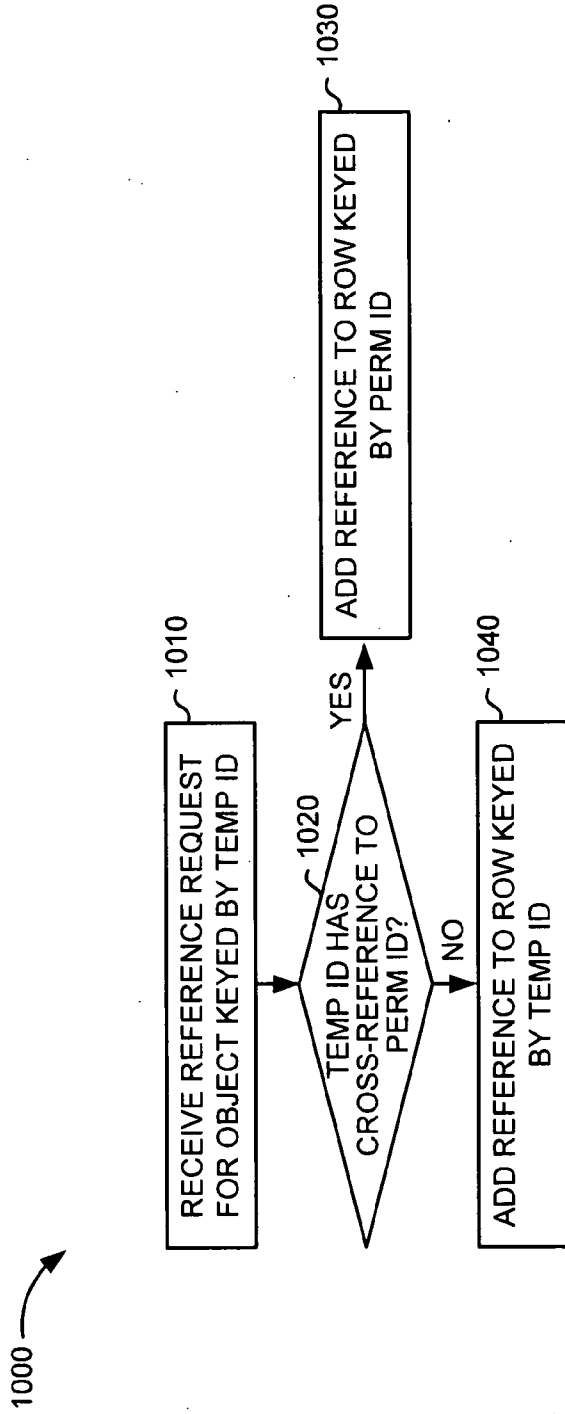 1000
RECEIVE REFERENCE REQUEST
FOR OBJECT KEYED BY TEMP ID
1010
1020
TEMP ID HAS
CROSS-REFERENCE TO
PERM ID?
YES
ADD REFERENCE TO ROW KEYED
BY PERM ID
1030
NO
ADD REFERENCE TO ROW KEYED
BY TEMP ID
1040